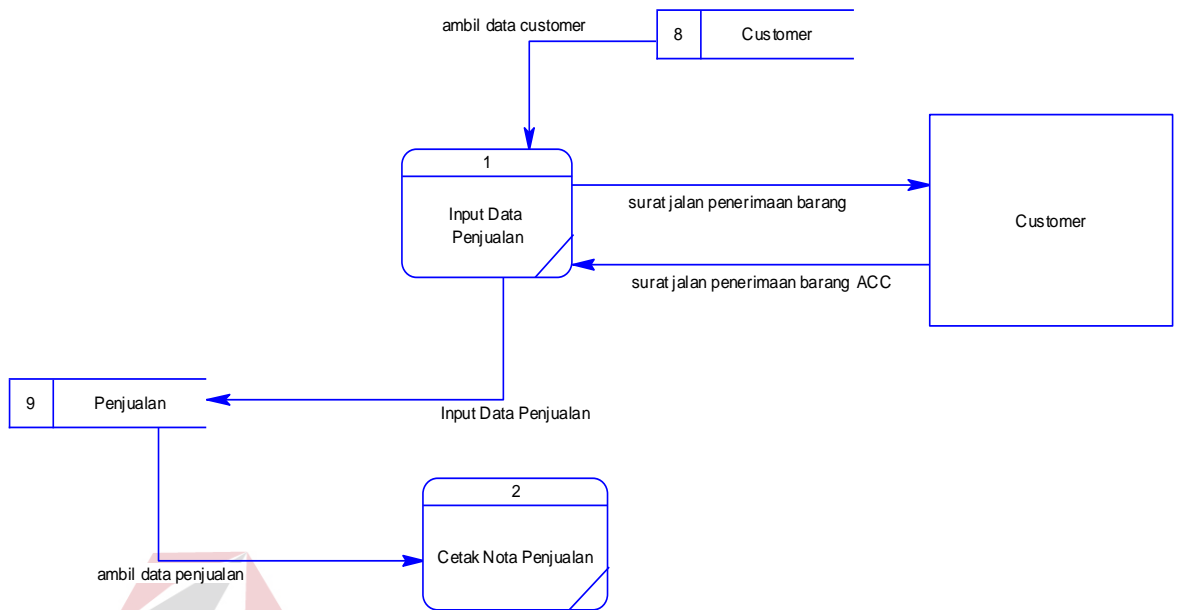 ambil data customer
8
Customer
1
Input Data
Penjualan
surat jalan penerimaan barang
Customer
surat jalan penerimaan barang ACC
9
Penjualan
Input Data Penjualan
2
Cetak Nota Penjualan
ambil data penjualan